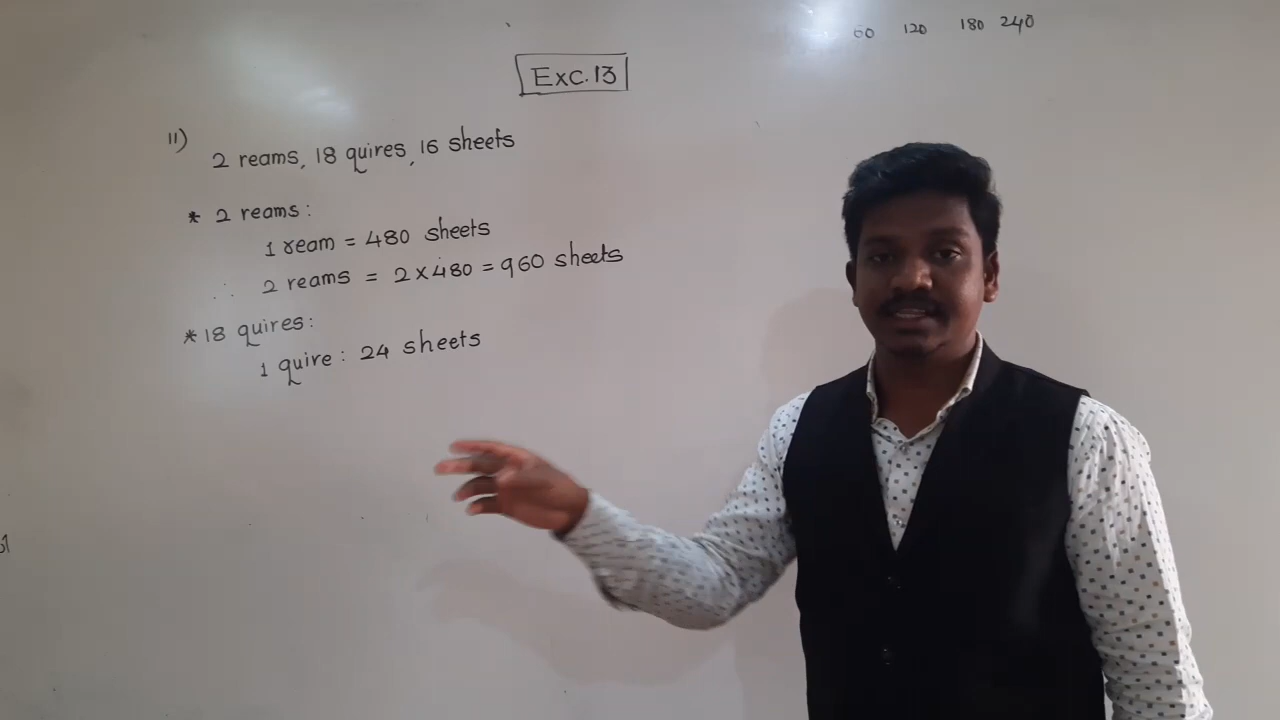 60 120 180 240
Exc.13
11)
2 reams, 18 quires, 16 sheets
* 2 reams:
1 ream = 480 sheets
∴ 2 reams = 2 × 480 = 960 sheets
* 18 quires:
1 quire: 24 sheets